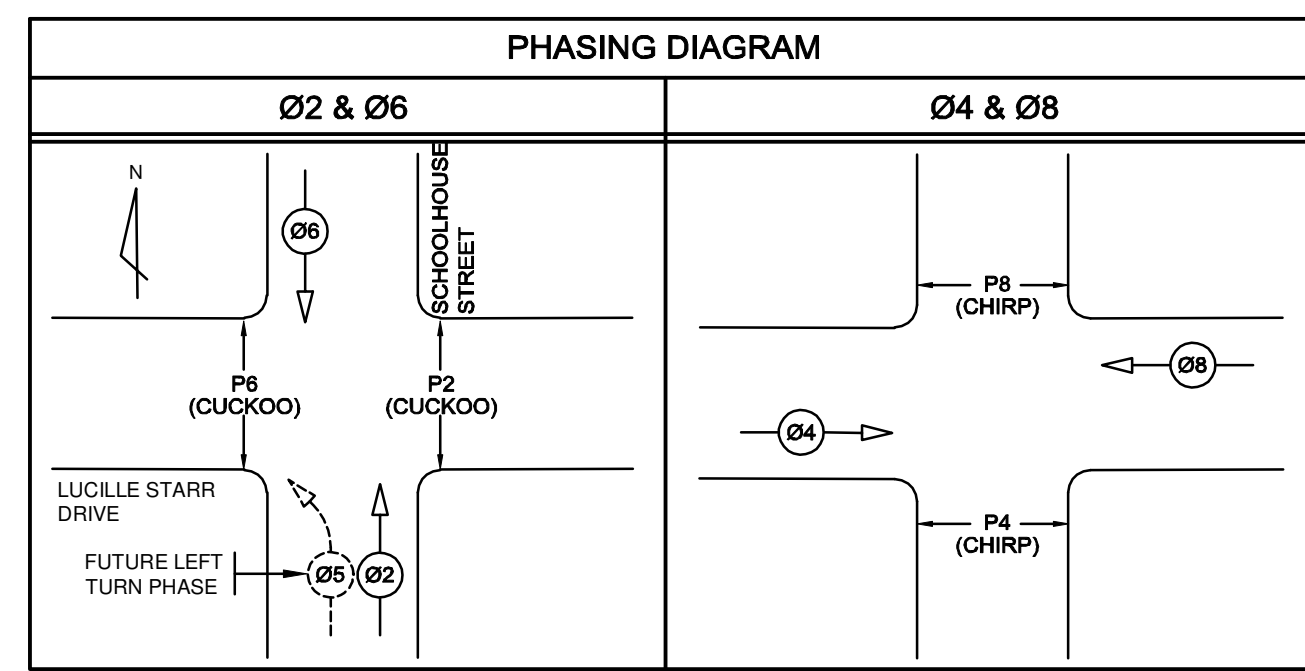 PHASING DIAGRAM
Ø2 & Ø6
Ø4 & Ø8
N
Ø6
SCHOOLHOUSE
STREET
P6
(CUCKOO)
P2
(CUCKOO)
LUCILLE STARR
DRIVE
FUTURE LEFT
TURN PHASE
Ø5
Ø2
P8
(CHIRP)
Ø8
Ø4
P4
(CHIRP)